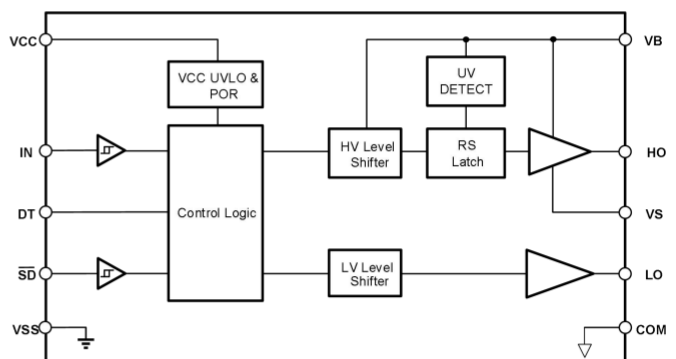 VCC
VB
VCC UVLO &
POR
UV
DETECT
IN
HV Level
Shifter
RS
Latch
HO
DT
Control Logic
VS
SD
LV Level
Shifter
LO
VSS
COM